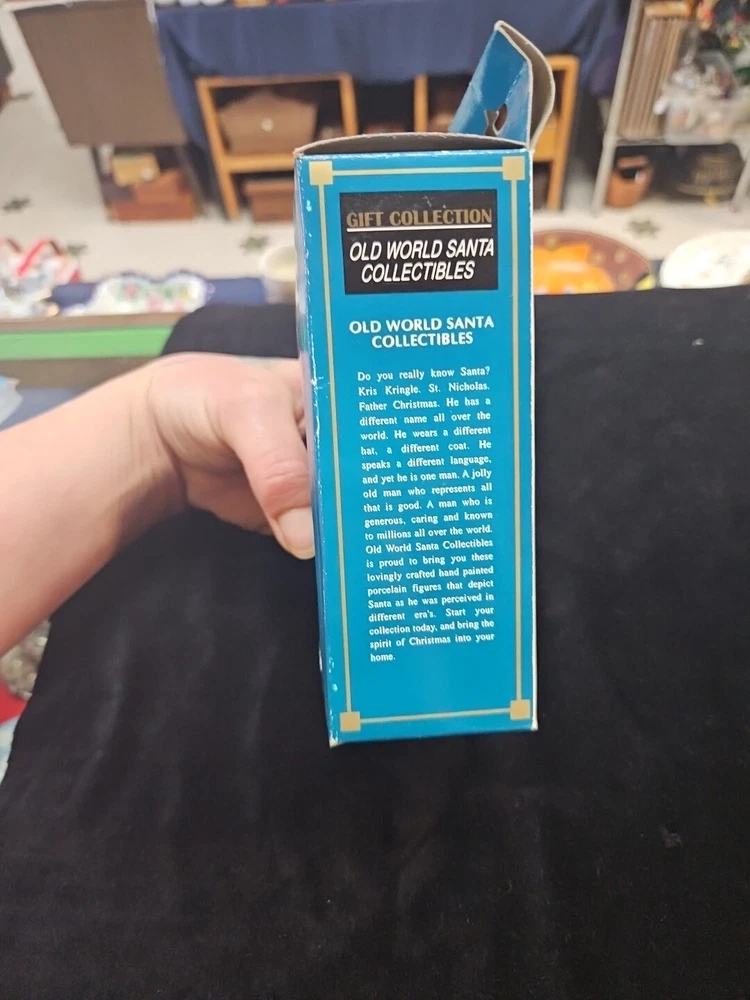 GIFT COLLECTION
OLD WORLD SANTA
COLLECTIBLES
OLD WORLD SANTA
COLLECTIBLES
Do you really know Santa?
Kris Kringle. St. Nicholas.
Father Christmas. He has a
different name all over the
world. He wears a different
hat, a different coat. He
speaks a different language,
and yet he is one man. A jolly
old man who represents all
that is good. A man who is
generous, caring and known
to millions all over the world.
Old World Santa Collectibles
is proud to bring you these
lovingly crafted hand painted
porcelain figures that depict
Santa as he was perceived in
different era's. Start your
collection today, and bring the
spirit of Christmas into your
home.